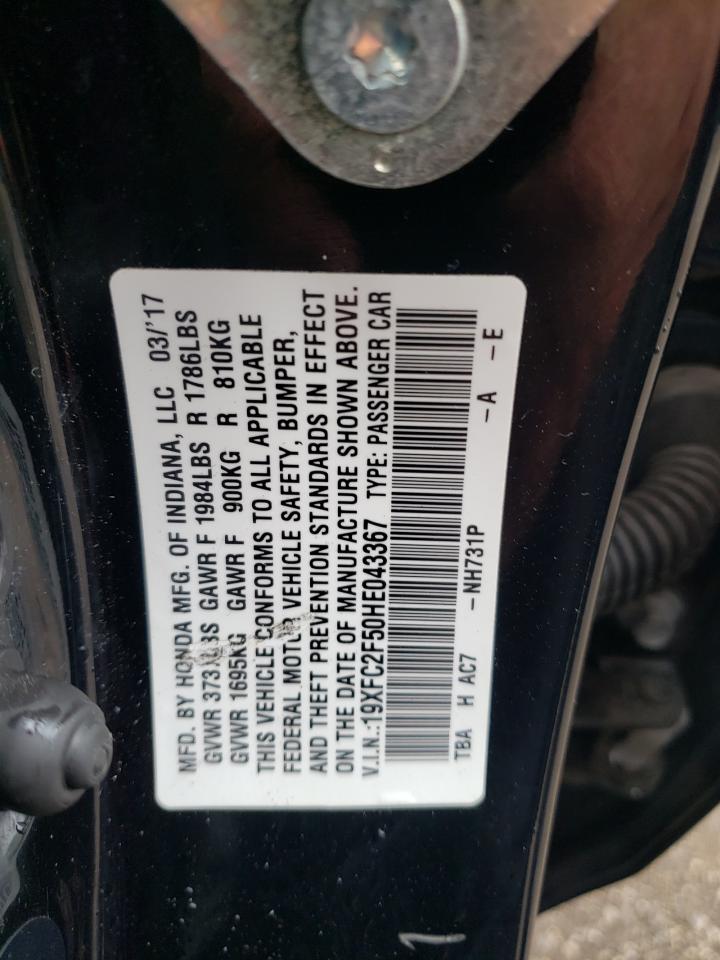 MFD. BY HONDA MFG. OF INDIANA, LLC 03/'17
GVWR GAWR F 1984LBS R 1786LBS
GVWR 1695KG GAWR F 900KG R 810KG
THIS VEHICLE CONFORMS TO ALL APPLICABLE
FEDERAL MOTOR VEHICLE SAFETY, BUMPER,
AND THEFT PREVENTION STANDARDS IN EFFECT
ON THE DATE OF MANUFACTURE SHOWN ABOVE.
V.I.N.:19XFC2F50HE043367 TYPE: PASSENGER CAR
TBA H AC7 -NH731P -A -E
1